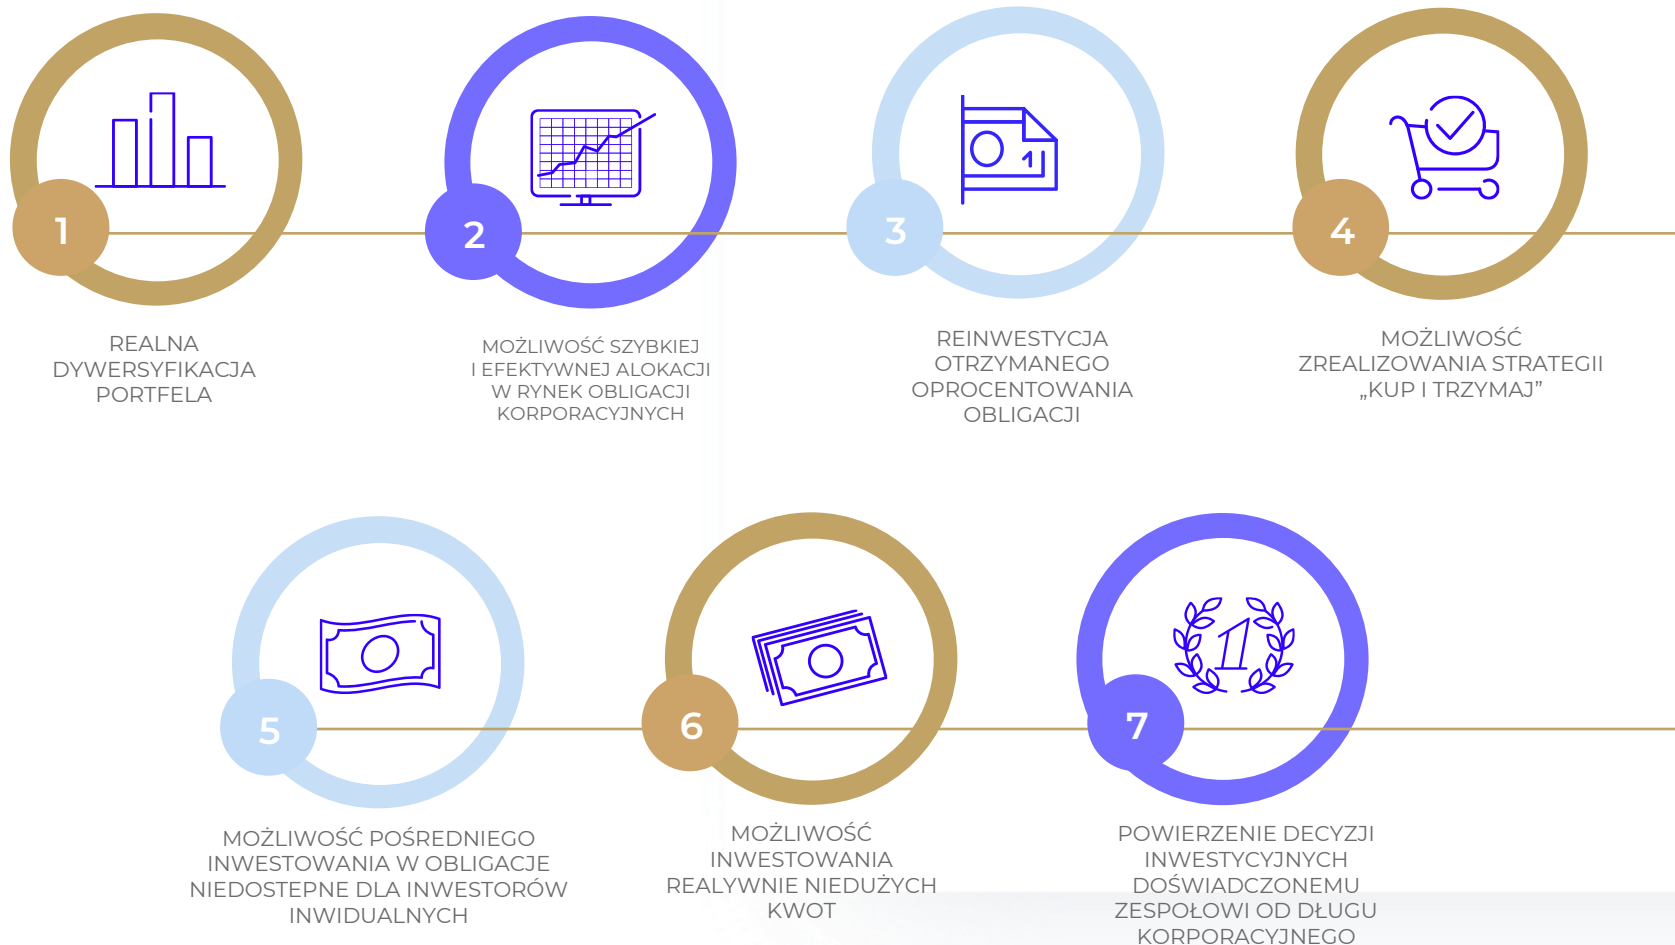 1
REALNA
DYWERSYFIKACJA
PORTFELA
2
MOŻLIWOŚĆ SZYBKIEJ
I EFEKTYWNEJ ALOKACJI
W RYNEK OBLIGACJI
KORPORACYJNYCH
3
REINWESTYCJA
OTRZYMANEGO
OPROCENTOWANIA
OBLIGACJI
4
MOŻLIWOŚĆ
ZREALIZOWANIA STRATEGII
„KUP I TRZYMAJ”
5
MOŻLIWOŚĆ POŚREDNIEGO
INWESTOWANIA W OBLIGACJE
NIEDOSTEPNE DLA INWESTORÓW
INWIDUALNYCH
6
MOŻLIWOŚĆ
INWESTOWANIA
REALYWNIE NIEDUŻYCH
KWOT
1
7
POWIERZENIE DECYZJI
INWESTYCYJNYCH
DOŚWIADCZONEMU
ZESPOŁOWI OD DŁUGU
KORPORACYJNEGO